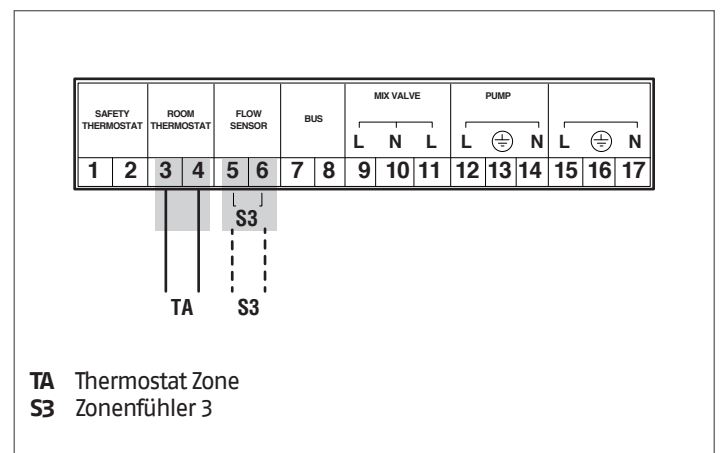 SAFETY THERMOSTAT
ROOM THERMOSTAT
FLOW SENSOR
BUS
MIX VALVE
PUMP
L N L L N L N
1 2 3 4 5 6 7 8 9 10 11 12 13 14 15 16 17
S3
TA S3
TA Thermostat Zone
S3 Zonenfühler 3